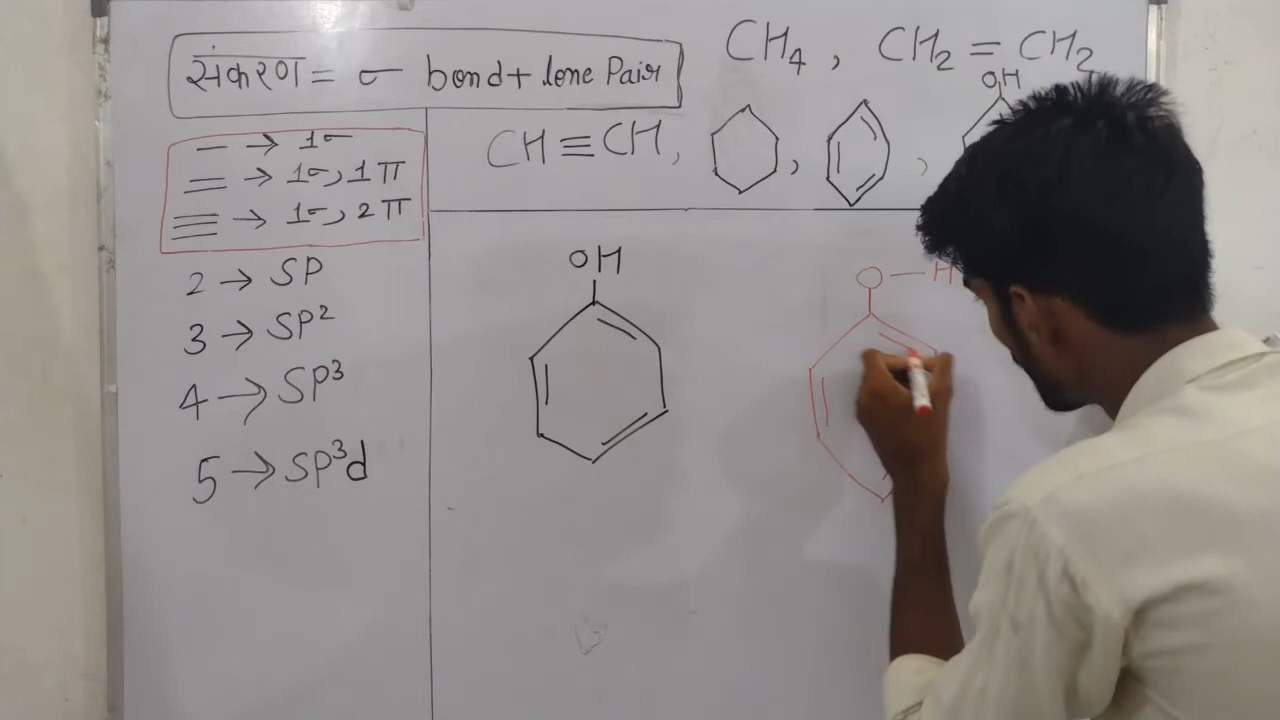 संकरण = σ bond + lone Pair
CH4 , CH2 = CH2
CH ≡ CH, , ,
OH
— → 1σ
= → 1σ, 1π
≡ → 1σ, 2π
2 → SP
3 → SP²
4 → SP³
5 → SP³d
OH
O — H